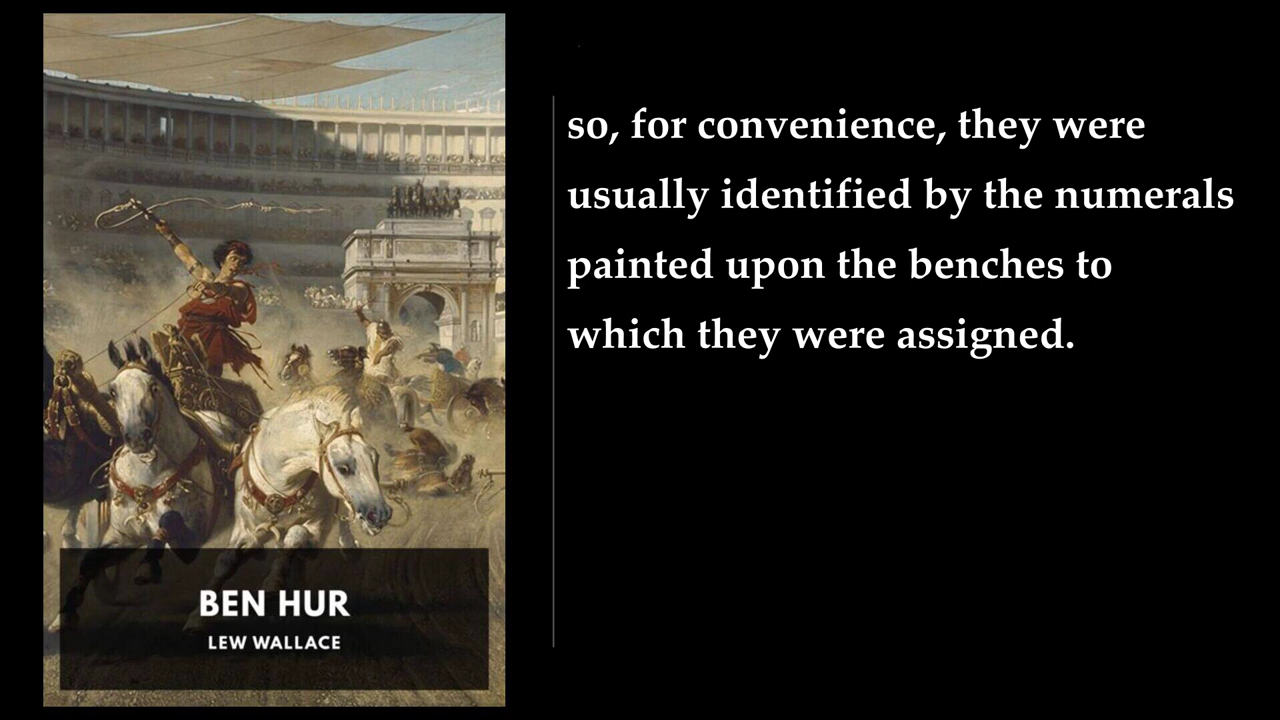 so, for convenience, they were
usually identified by the numerals
painted upon the benches to
which they were assigned.
BEN HUR
LEW WALLACE